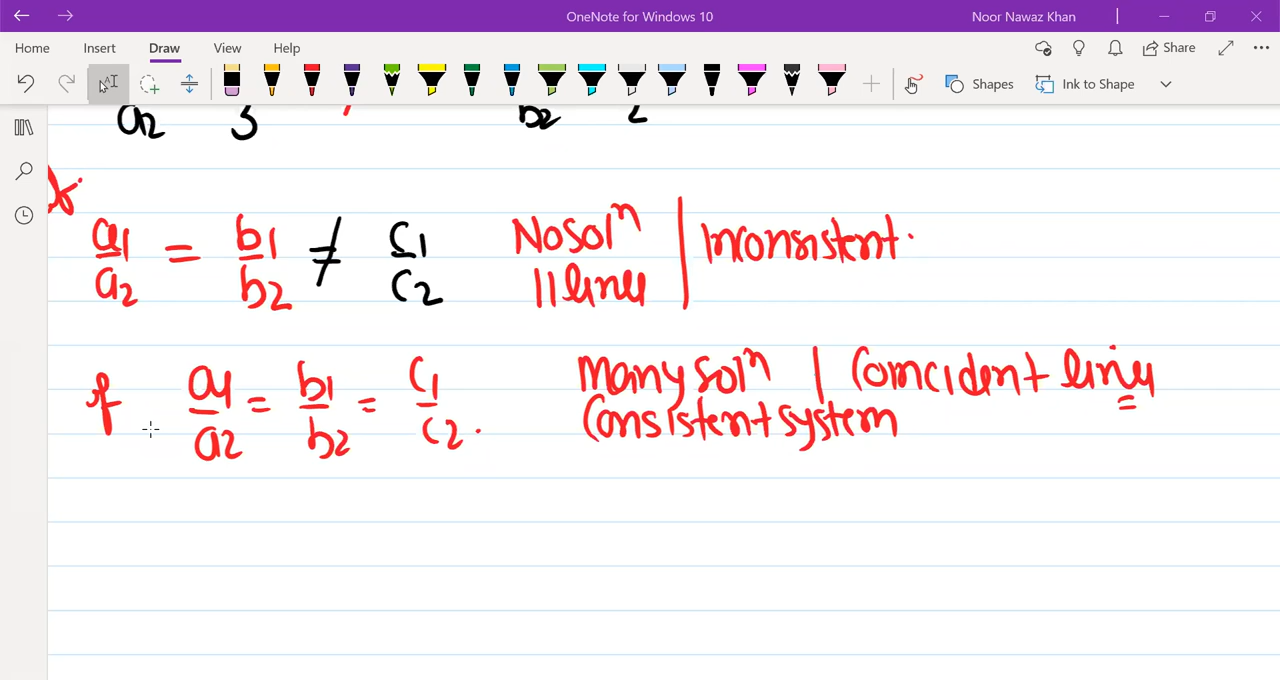 OneNote for Windows 10
Noor Nawaz Khan
Home Insert Draw View Help Share
Shapes Ink to Shape
a2 3 b2 2
a1/a2 = b1/b2 ≠ c1/c2 No solⁿ | Inconsistent.
|| lines
If a1/a2 = b1/b2 = c1/c2. Many solⁿ | Coincident lines
Consistent system